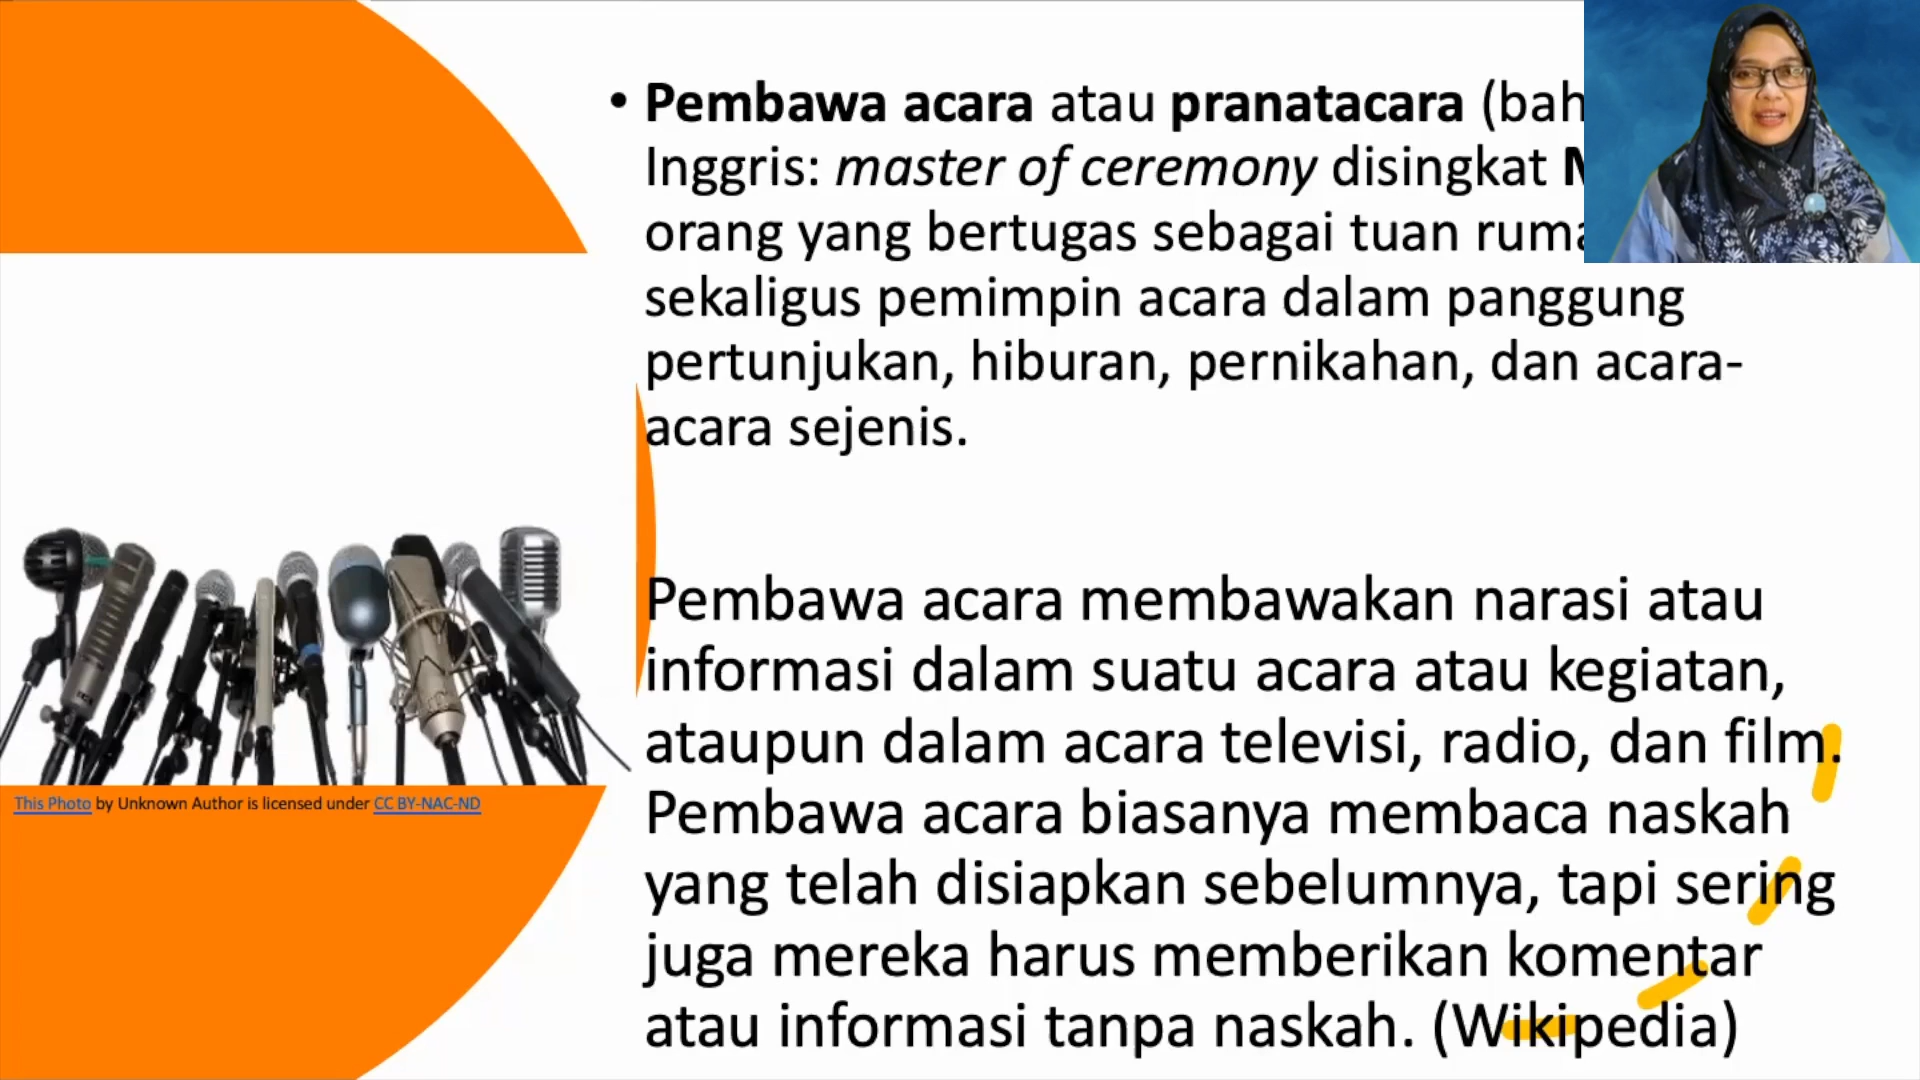 • Pembawa acara atau pranatacara (bah
Inggris: master of ceremony disingkat
orang yang bertugas sebagai tuan ruma
sekaligus pemimpin acara dalam panggung
pertunjukan, hiburan, pernikahan, dan acara-
acara sejenis.
Pembawa acara membawakan narasi atau
informasi dalam suatu acara atau kegiatan,
ataupun dalam acara televisi, radio, dan film.
Pembawa acara biasanya membaca naskah
yang telah disiapkan sebelumnya, tapi sering
juga mereka harus memberikan komentar
atau informasi tanpa naskah. (Wikipedia)
This Photo by Unknown Author is licensed under CC BY-NAC-ND